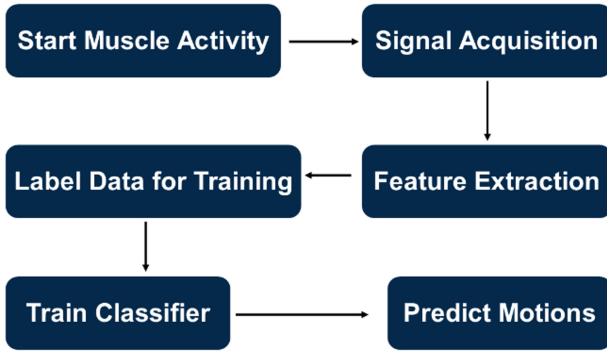 Start Muscle Activity
Signal Acquisition
Feature Extraction
Label Data for Training
Train Classifier
Predict Motions